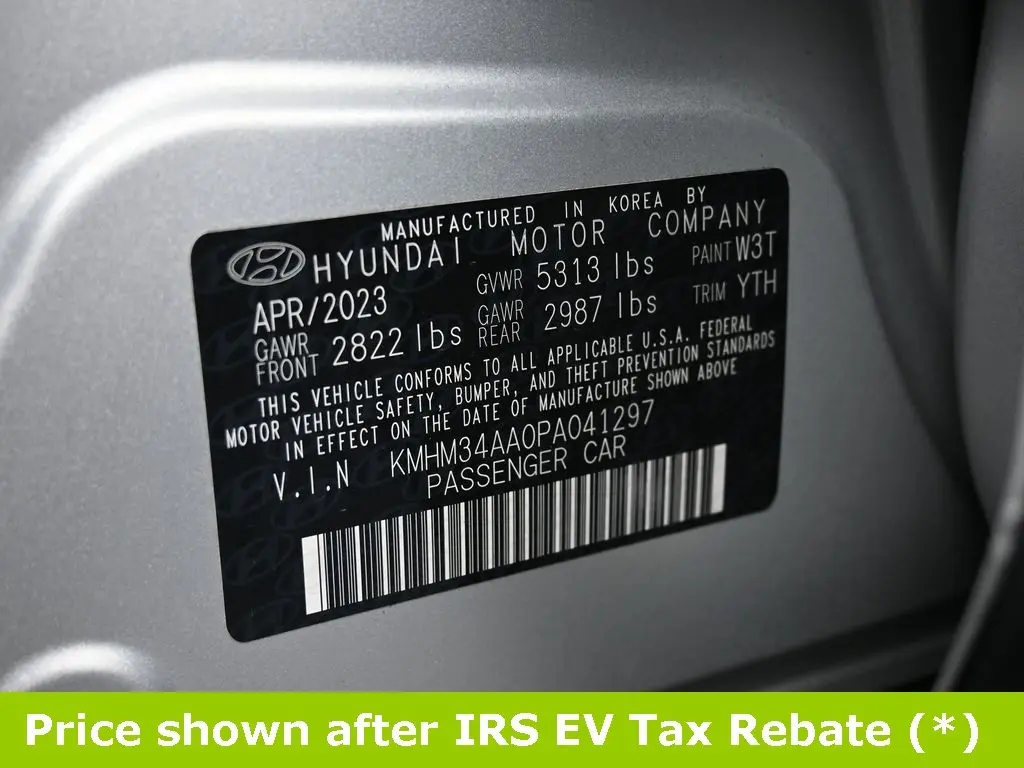 MANUFACTURED IN KOREA BY
HYUNDAI MOTOR COMPANY
APR/2023 GVWR 5313 lbs PAINT W3T
GAWR FRONT 2822 lbs GAWR REAR 2987 lbs TRIM YTH
THIS VEHICLE CONFORMS TO ALL APPLICABLE U.S.A. FEDERAL
MOTOR VEHICLE SAFETY, BUMPER, AND THEFT PREVENTION STANDARDS
IN EFFECT ON THE DATE OF MANUFACTURE SHOWN ABOVE
V.I.N KMHM34AA0PA041297
PASSENGER CAR
Price shown after IRS EV Tax Rebate (*)